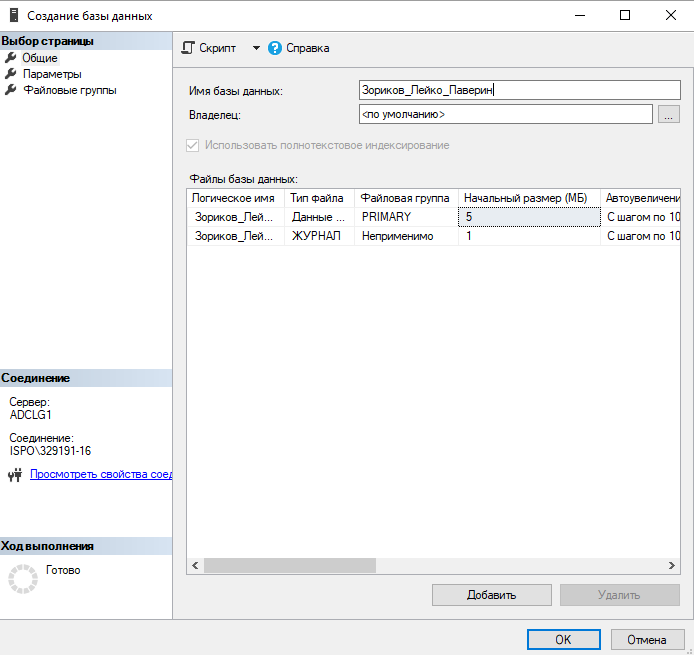 Создание базы данных
Выбор страницы
Общие
Параметры
Файловые группы
Скрипт
Справка
Имя базы данных: Зориков_Лейко_Паверин
Владелец: <по умолчанию> ...
Использовать полнотекстовое индексирование
Файлы базы данных:
Логическое имя Тип файла Файловая группа Начальный размер (МБ) Автоувеличени
Зориков_Лей... Данные ... PRIMARY 5 С шагом по 10
Зориков_Лей... ЖУРНАЛ Неприменимо 1 С шагом по 10
Соединение
Сервер:
ADCLG1
Соединение:
ISPO\329191-16
Просмотреть свойства соед
Ход выполнения
Готово
Добавить Удалить
OK Отмена